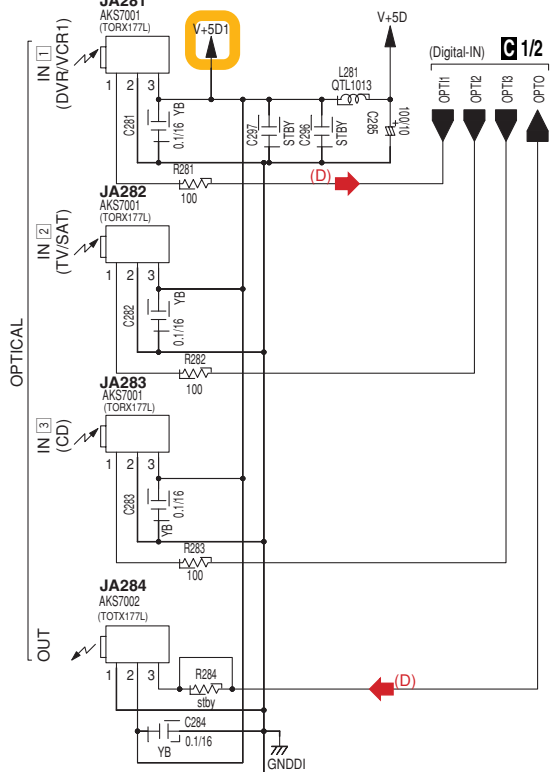 JA281
AKS7001
(TORX177L)
IN 1
(DVR/VCR1)
1 2 3
C281
YB
0.1/16
V+5D1
V+5D
L281
QTL1013
C297
STBY
C296
STBY
C285
100/10
+
(Digital-IN)
C 1/2
OPTI1
OPTI2
OPTI3
OPTO
R281
100
(D)
JA282
AKS7001
(TORX177L)
IN 2
(TV/SAT)
1 2 3
C282
YB
0.1/16
R282
100
OPTICAL
JA283
AKS7001
(TORX177L)
IN 3
(CD)
1 2 3
C283
YB
0.1/16
R283
100
JA284
AKS7002
(TOTX177L)
OUT
1 2 3
R284
stby
(D)
C284
0.1/16
YB
GNDDI